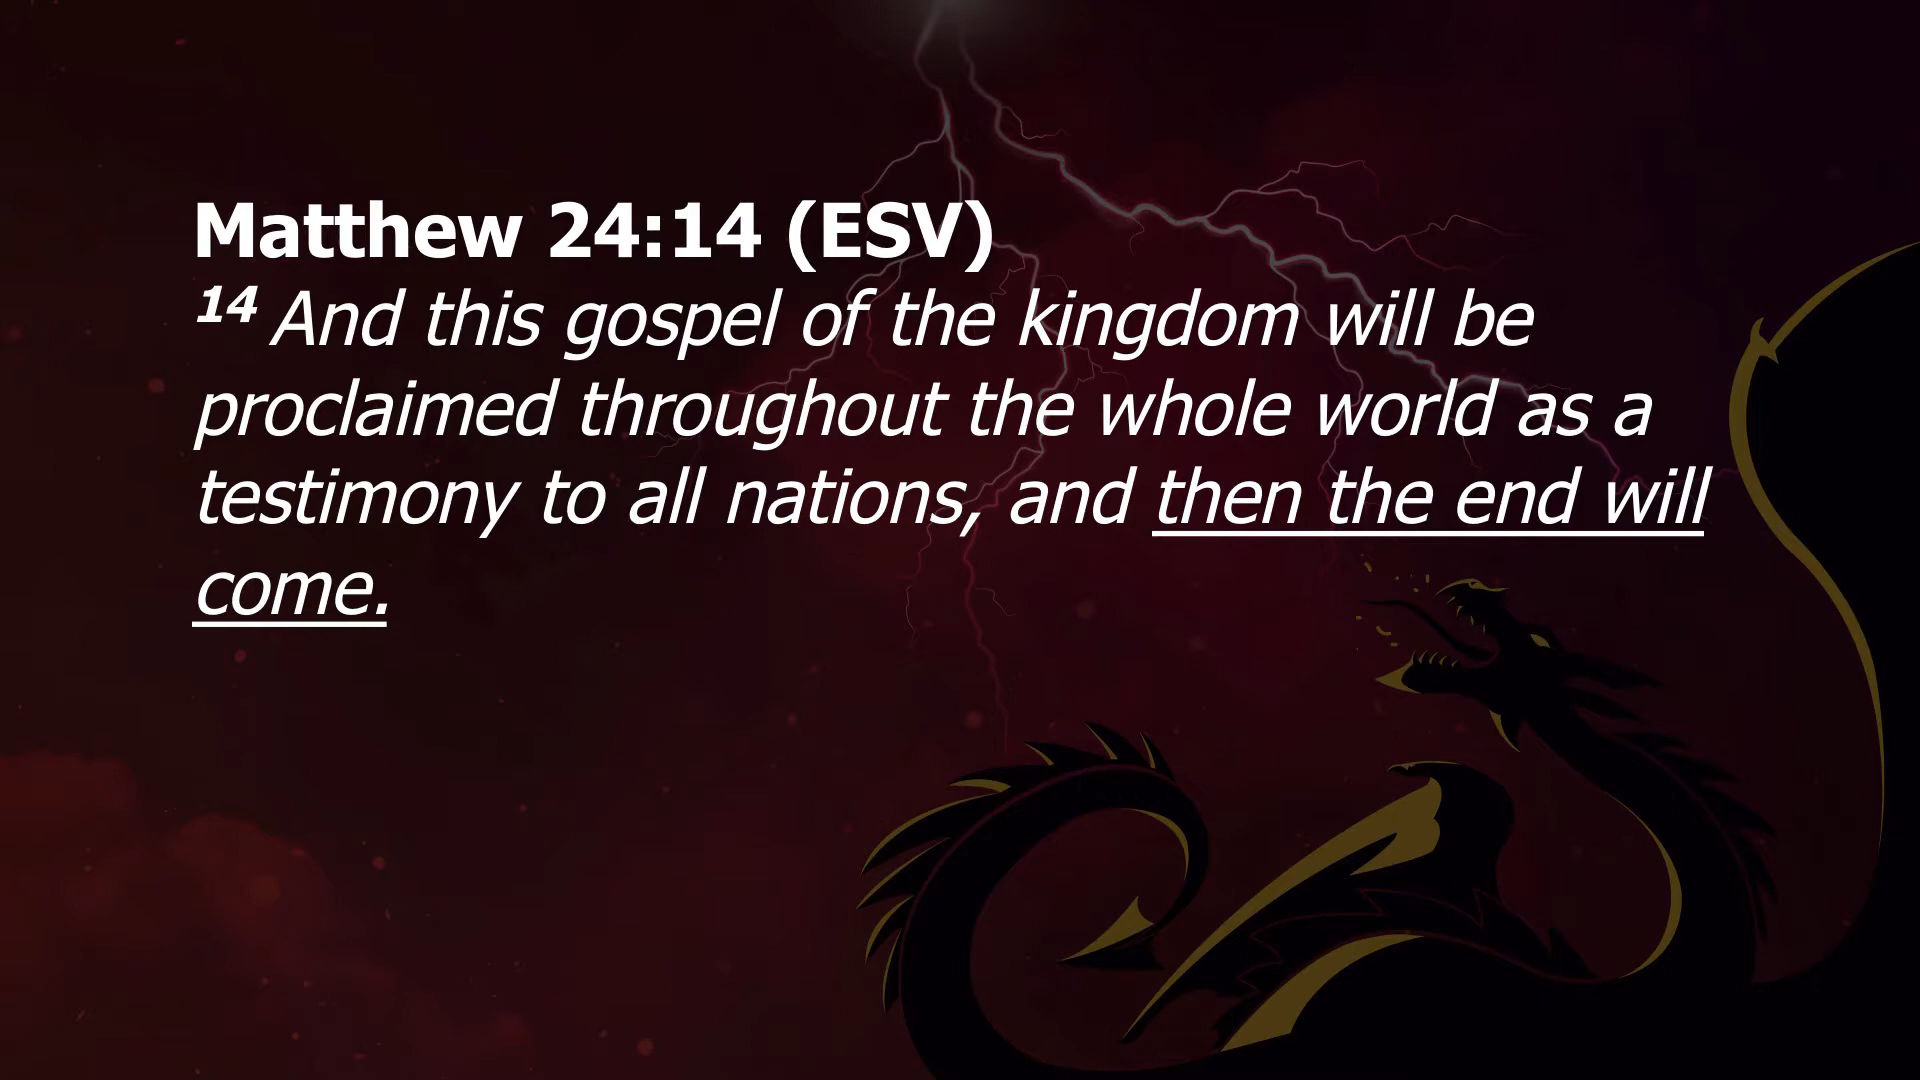 Matthew 24:14 (ESV)
14 And this gospel of the kingdom will be
proclaimed throughout the whole world as a
testimony to all nations, and then the end will
come.